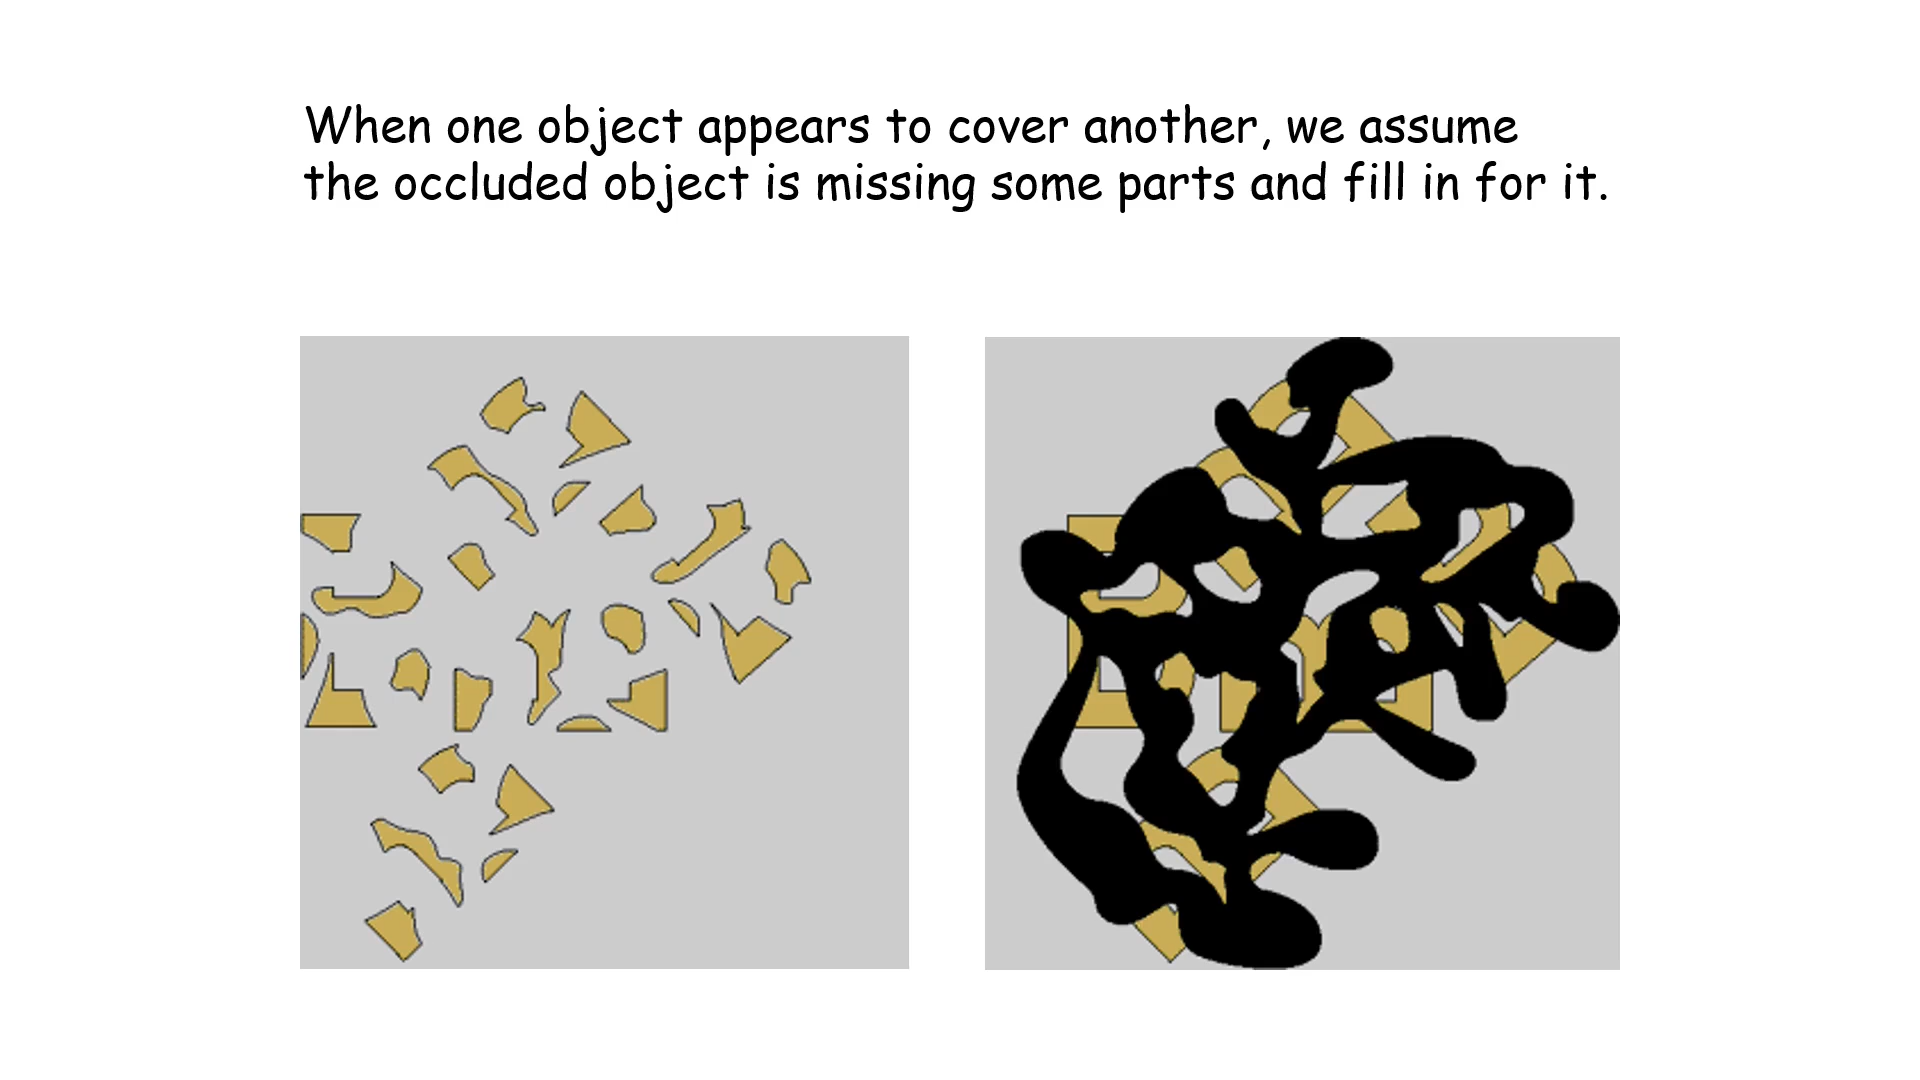 When one object appears to cover another, we assume
the occluded object is missing some parts and fill in for it.